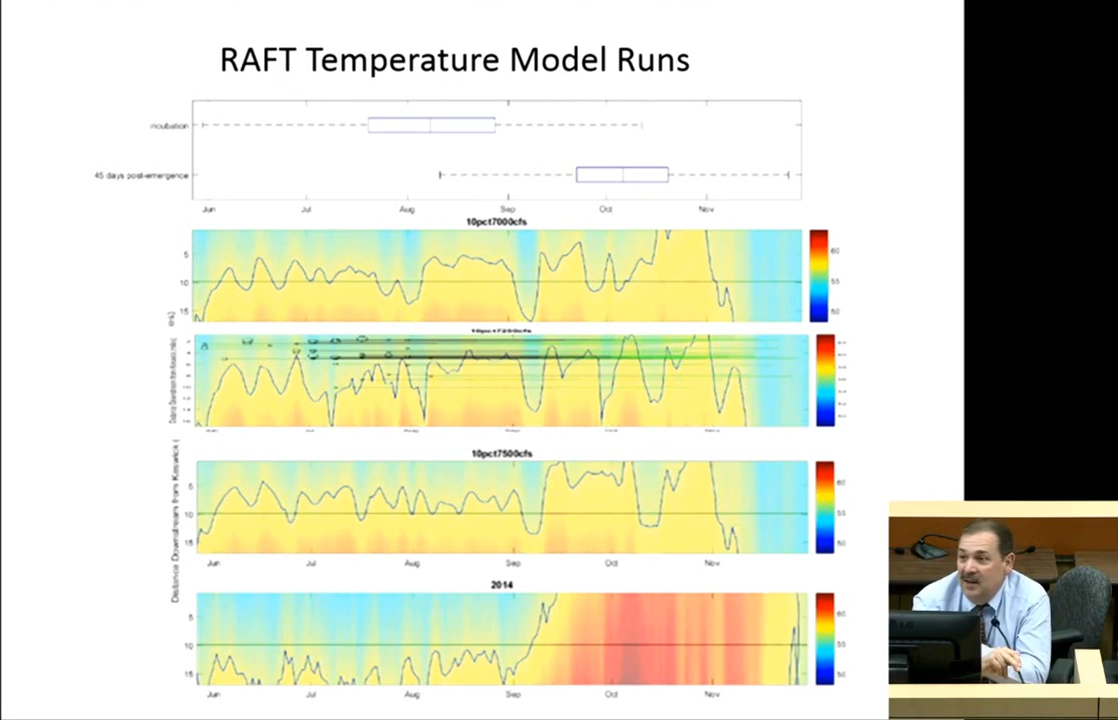 RAFT Temperature Model Runs
incubation
45 days post-emergence
Jun Jul Aug Sep Oct Nov
10pct7000cfs
5
10
15
60
55
50
Jun Jul Aug Sep Oct Nov
10pct7500cfs
5
10
15
60
55
50
Jun Jul Aug Sep Oct Nov
Distance Downstream from Keswick (
2014
5
10
15
60
55
50
Jun Jul Aug Sep Oct Nov